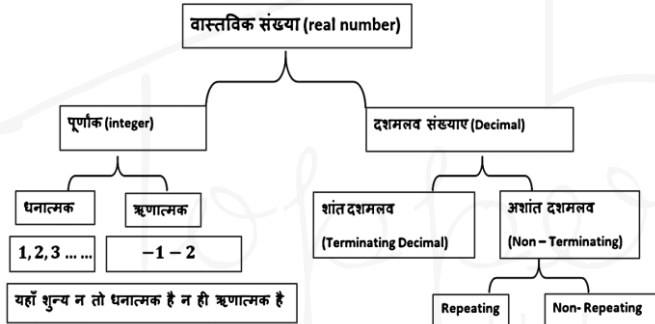 वास्तविक संख्या (real number)
पूर्णांक (integer)
दशमलव संख्याए (Decimal)
धनात्मक
ऋणात्मक
शांत दशमलव
(Terminating Decimal)
अशांत दशमलव
(Non – Terminating)
1, 2, 3 ... ...
−1 − 2
यहाँ शुन्य न तो धनात्मक है न ही ऋणात्मक है
Repeating
Non- Repeating